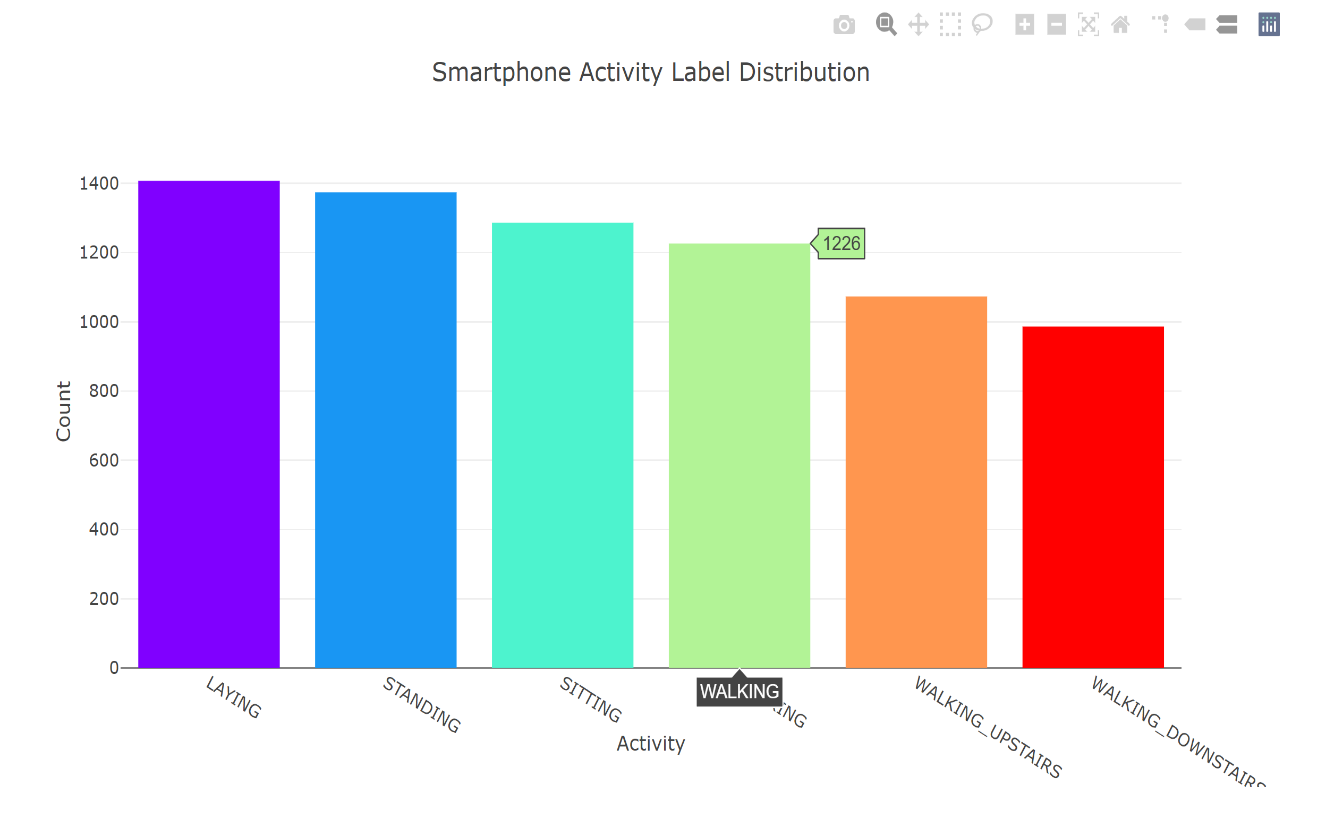 Smartphone Activity Label Distribution
1400
1200
1000
800
600
400
200
0
Count
1226
LAYING
STANDING
SITTING
WALKING
WALKING_UPSTAIRS
WALKING_DOWNSTAIRS
Activity